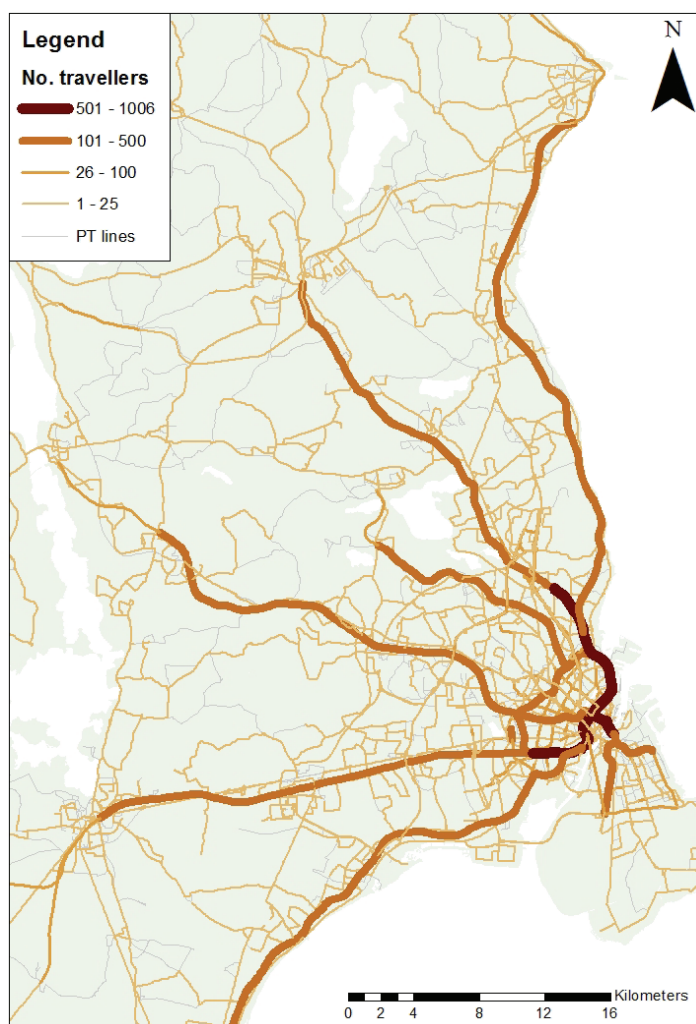 Legend
No. travellers
501 - 1006
101 - 500
26 - 100
1 - 25
PT lines
N
Kilometers
0 2 4 8 12 16